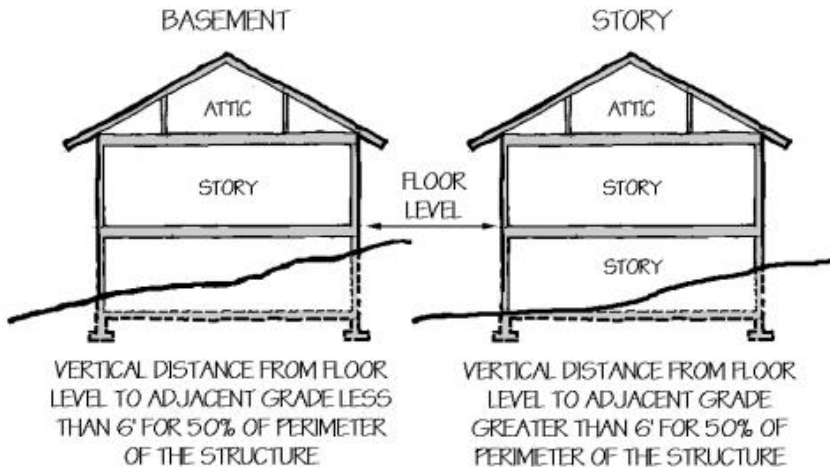 BASEMENT
ATTIC
STORY
VERTICAL DISTANCE FROM FLOOR
LEVEL TO ADJACENT GRADE LESS
THAN 6' FOR 50% OF PERIMETER
OF THE STRUCTURE
FLOOR
LEVEL
STORY
ATTIC
STORY
STORY
VERTICAL DISTANCE FROM FLOOR
LEVEL TO ADJACENT GRADE
GREATER THAN 6' FOR 50% OF
PERIMETER OF THE STRUCTURE